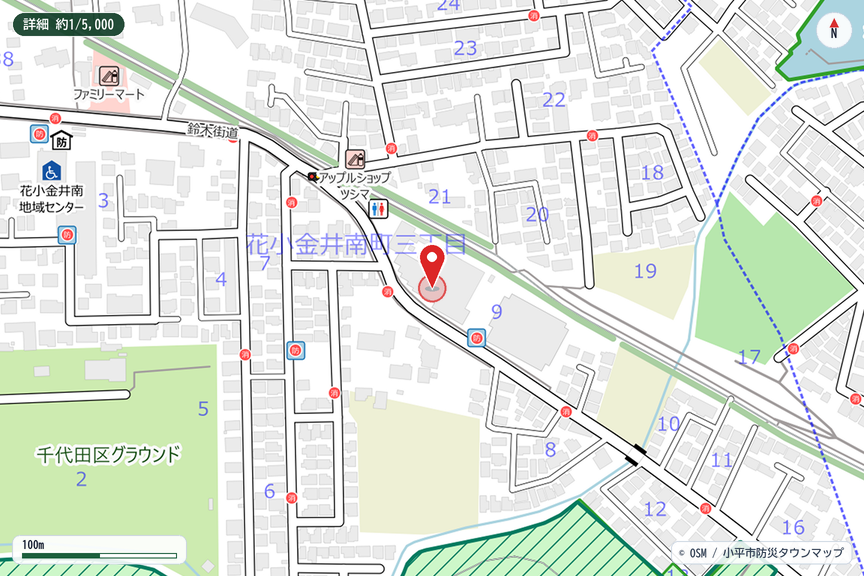 詳細 約1/5,000
24
N
23
38
ファミリーマート
22
消
鈴木街道
防
防
花小金井南
地域センター
アップルショップ
ツシマ
18
3
21
20
花小金井南町三丁目
7
19
4
9
防
17
5
10
千代田区グラウンド
2
8
11
6
12
16
100m
© OSM / 小平市防災タウンマップ